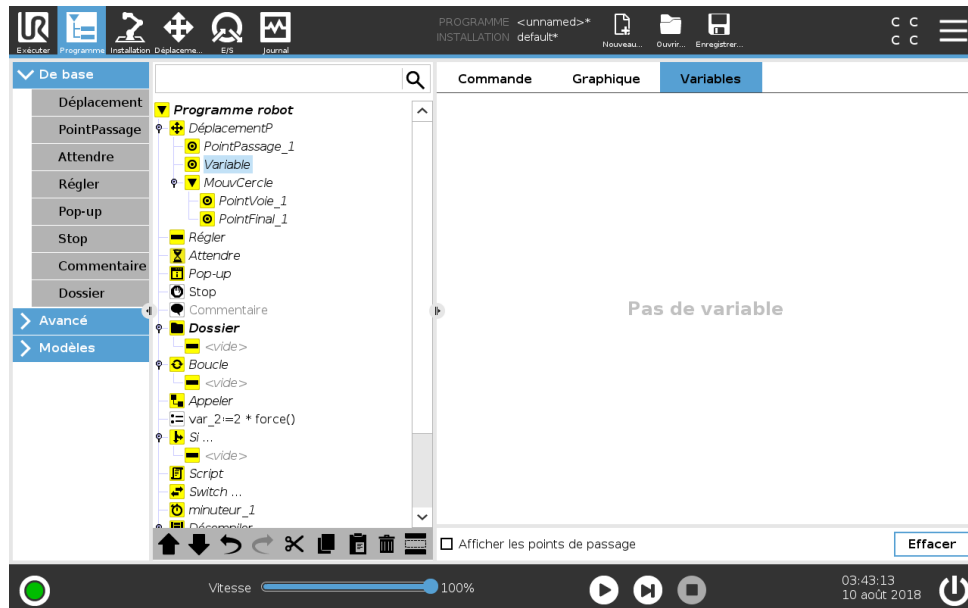 PROGRAMME <unnamed>*
INSTALLATION default*
Exécuter Programme Installation Déplaceme... E/S Journal
Nouveau... Ouvrir... Enregistrer...
C C
C C
De base
Déplacement
PointPassage
Attendre
Régler
Pop-up
Stop
Commentaire
Dossier
Avancé
Modèles
Programme robot
DéplacementP
PointPassage_1
Variable
MouvCercle
PointVoie_1
PointFinal_1
Régler
Attendre
Pop-up
Stop
Commentaire
Dossier
<vide>
Boucle
<vide>
Appeler
var_2:=2 * force()
Si ...
<vide>
Script
Switch ...
minuteur_1
Décompiler
Commande Graphique Variables
Pas de variable
Afficher les points de passage
Effacer
Vitesse 100%
03:43:13
10 août 2018